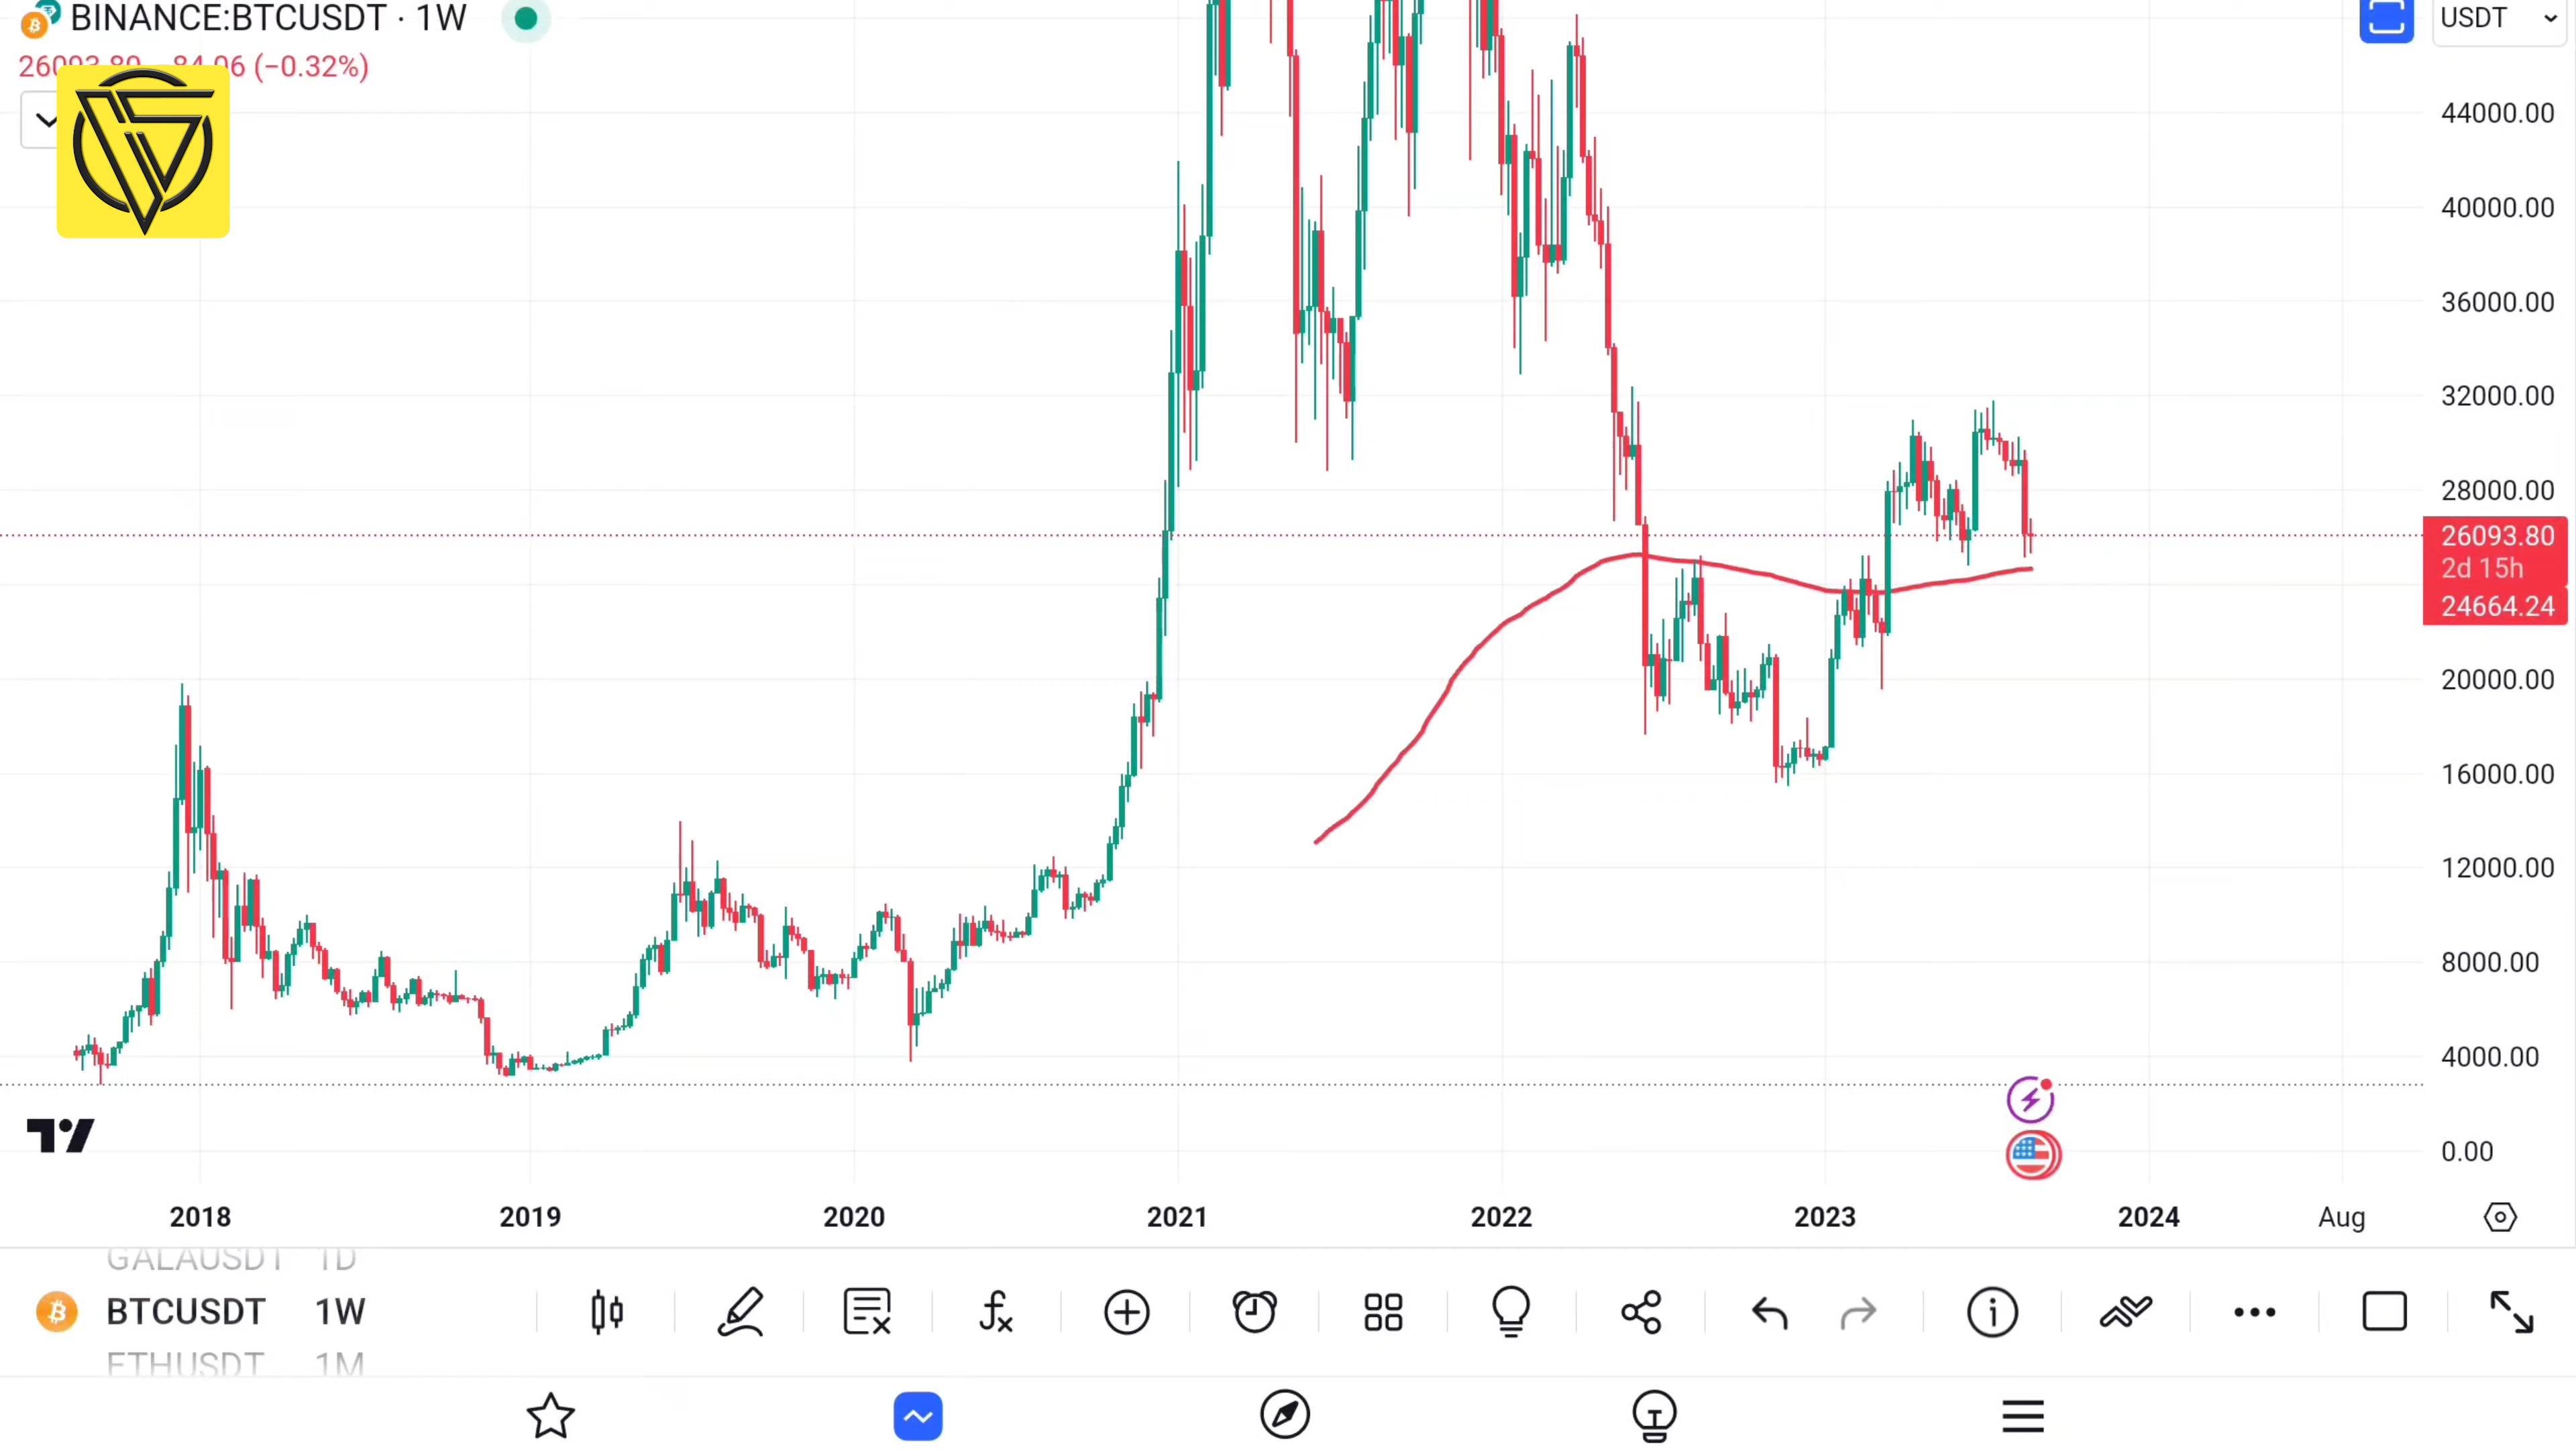 BINANCE:BTCUSDT · 1W
USDT
(−0.32%)
44000.00
40000.00
36000.00
32000.00
28000.00
26093.80
2d 15h
24664.24
20000.00
16000.00
12000.00
8000.00
4000.00
0.00
2018 2019 2020 2021 2022 2023 2024 Aug
GALAUSDT 1D
BTCUSDT 1W
ETHUSDT 1M